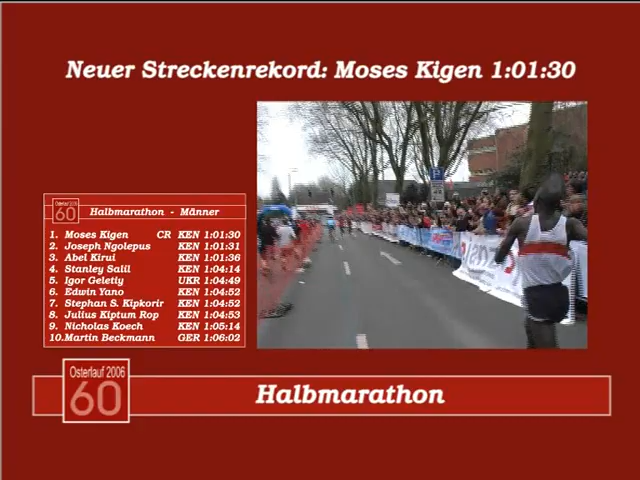 Neuer Streckenrekord: Moses Kigen 1:01:30
Osterlauf 2006
60
Halbmarathon - Männer
1. Moses Kigen CR KEN 1:01:30
2. Joseph Ngolepus KEN 1:01:31
3. Abel Kirui KEN 1:01:36
4. Stanley Salil KEN 1:04:14
5. Igor Geletiy UKR 1:04:49
6. Edwin Yano KEN 1:04:52
7. Stephan S. Kipkorir KEN 1:04:52
8. Julius Kiptum Rop KEN 1:04:53
9. Nicholas Koech KEN 1:05:14
10.Martin Beckmann GER 1:06:02
P
Osterlauf 2006
60
Halbmarathon